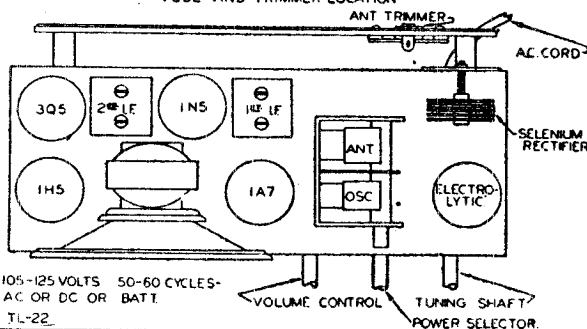 TUBE AND TRIMMER LOCATION
ANT TRIMMER
A.C. CORD
3Q5
2ND I.F.
1N5
1ST I.F.
SELENIUM
RECTIFIER
1H5
1A7
ANT
OSC
ELECTRO-
LYTIC
105-125 VOLTS 50-60 CYCLES-
AC OR DC OR BATT.
TL-22
VOLUME CONTROL
TUNING SHAFT
POWER SELECTOR.